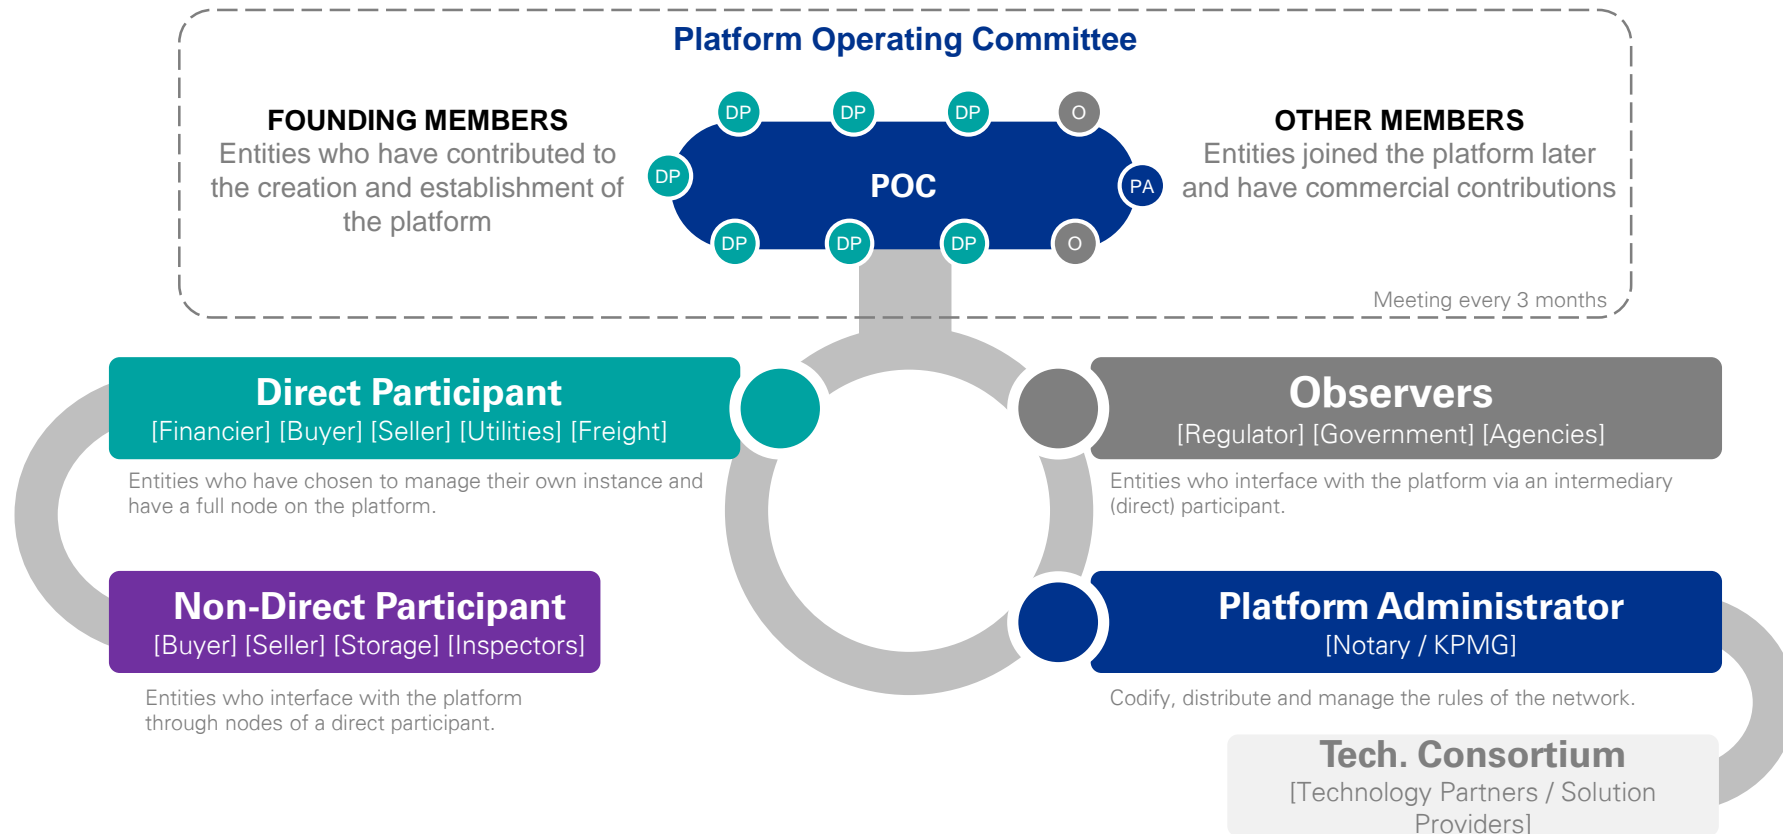 Platform Operating Committee
FOUNDING MEMBERS
Entities who have contributed to
the creation and establishment of
the platform
DP
DP
DP
O
DP
POC
PA
DP
DP
DP
O
OTHER MEMBERS
Entities joined the platform later
and have commercial contributions
Meeting every 3 months
Direct Participant
[Financier] [Buyer] [Seller] [Utilities] [Freight]
Entities who have chosen to manage their own instance and
have a full node on the platform.
Observers
[Regulator] [Government] [Agencies]
Entities who interface with the platform via an intermediary
(direct) participant.
Non-Direct Participant
[Buyer] [Seller] [Storage] [Inspectors]
Entities who interface with the platform
through nodes of a direct participant.
Platform Administrator
[Notary / KPMG]
Codify, distribute and manage the rules of the network.
Tech. Consortium
[Technology Partners / Solution
Providers]